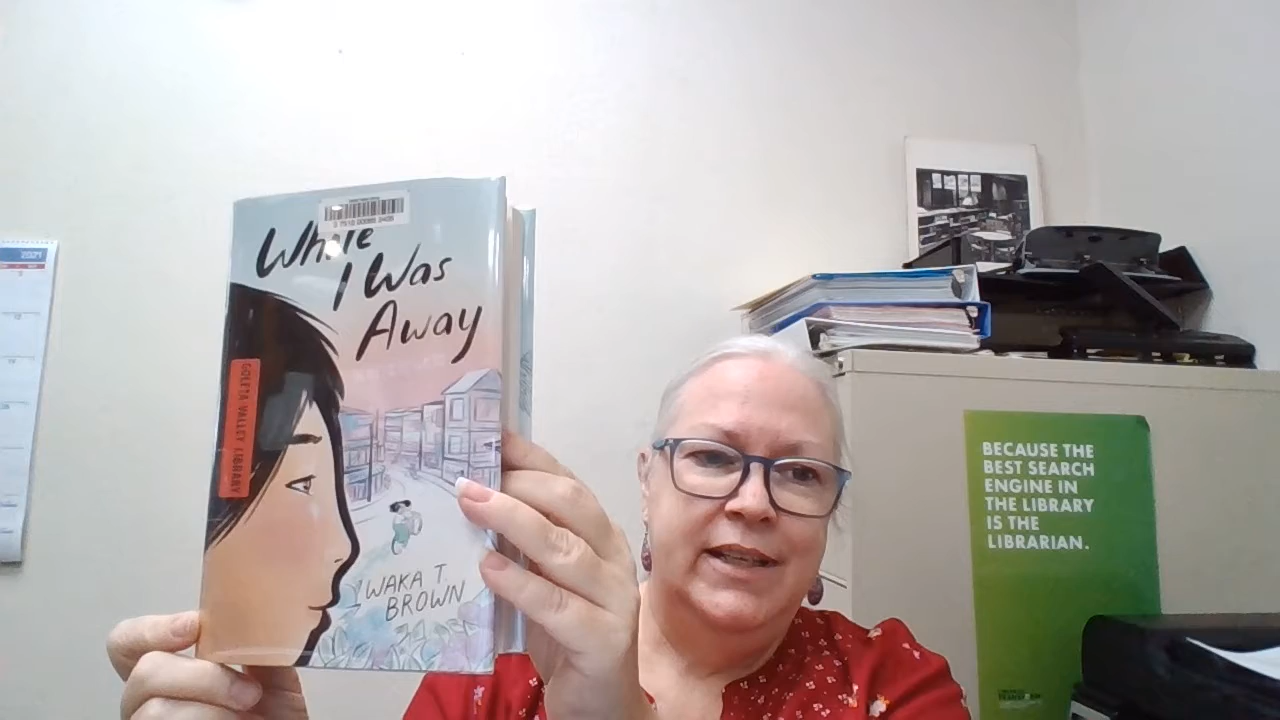 While
I Was
Away
GOLETA VALLEY LIBRARY
WAKA T.
BROWN
2021
BECAUSE THE
BEST SEARCH
ENGINE IN
THE LIBRARY
IS THE
LIBRARIAN.